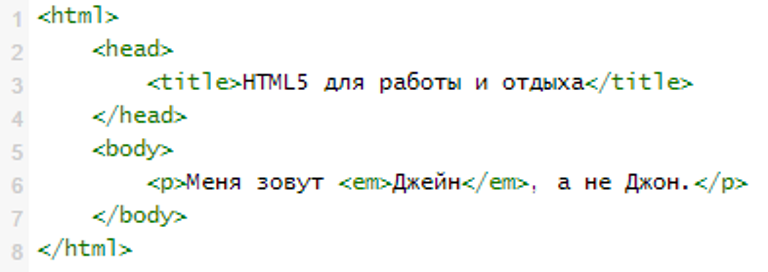 1 <html>
2 <head>
3 <title>HTML5 для работы и отдыха</title>
4 </head>
5 <body>
6 <p>Меня зовут <em>Джейн</em>, а не Джон.</p>
7 </body>
8 </html>